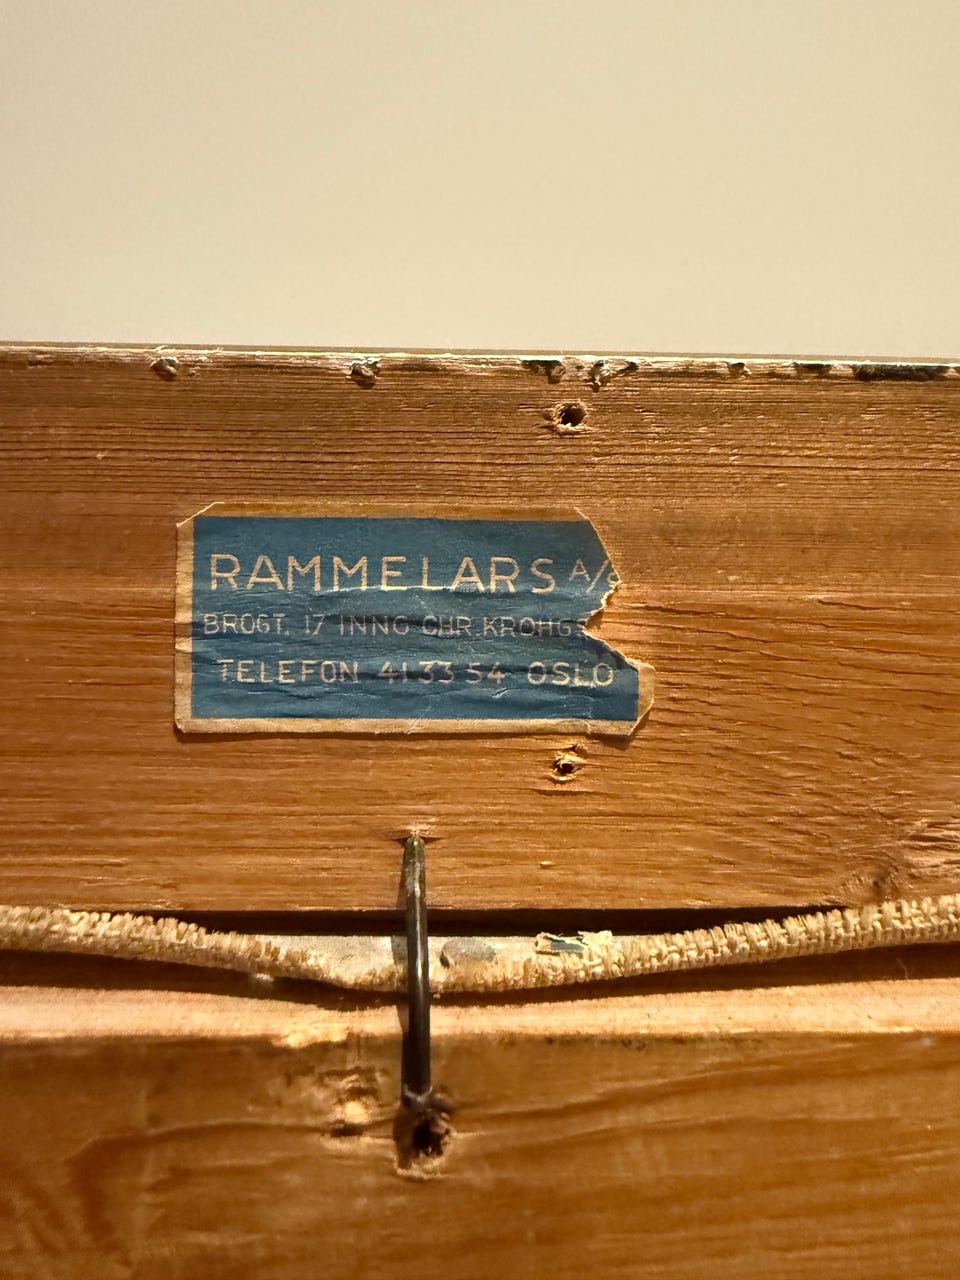 RAMMELARS A/S
BROGT. 17 INNG CHR. KROHGS
TELEFON 41 33 54 OSLO